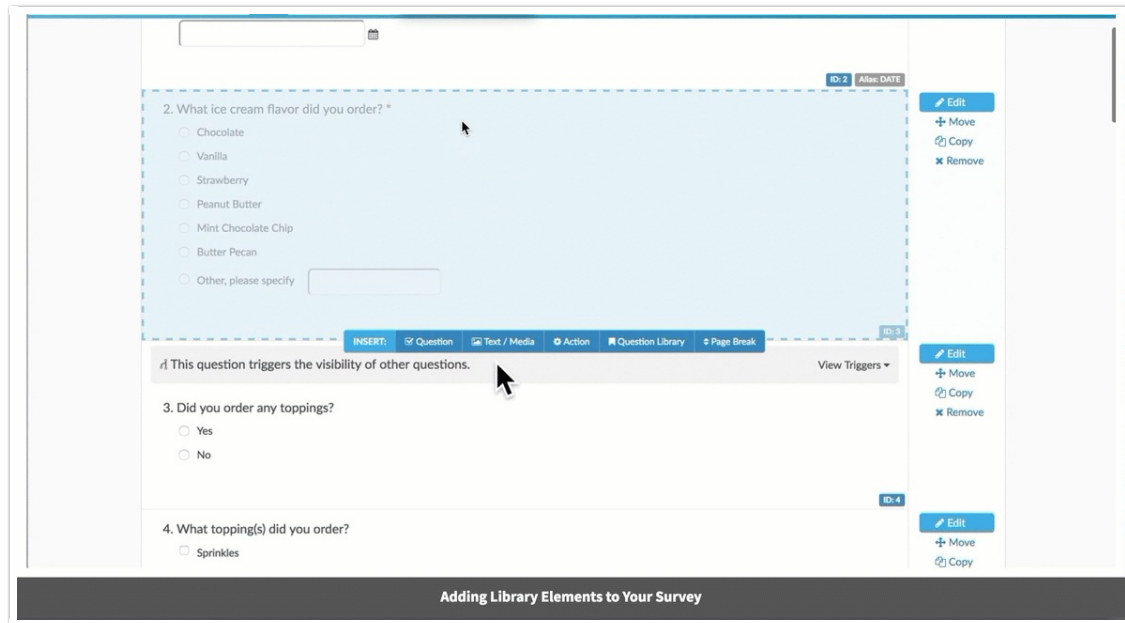 ID: 2 Alias: DATE
2. What ice cream flavor did you order? *
Edit
Move
Copy
Remove
Chocolate
Vanilla
Strawberry
Peanut Butter
Mint Chocolate Chip
Butter Pecan
Other, please specify
ID: 3
INSERT: Question Text / Media Action Question Library Page Break
This question triggers the visibility of other questions. View Triggers
Edit
Move
Copy
Remove
3. Did you order any toppings?
Yes
No
ID: 4
4. What topping(s) did you order?
Edit
Move
Copy
Sprinkles
Adding Library Elements to Your Survey